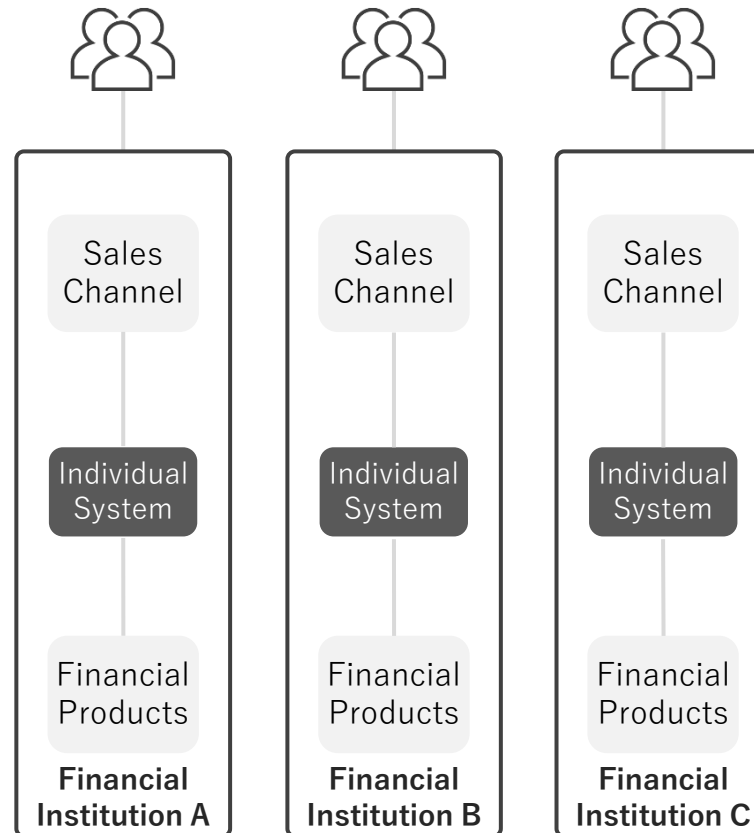 Sales
Channel
Individual
System
Financial
Products
Financial
Institution A
Sales
Channel
Individual
System
Financial
Products
Financial
Institution B
Sales
Channel
Individual
System
Financial
Products
Financial
Institution C